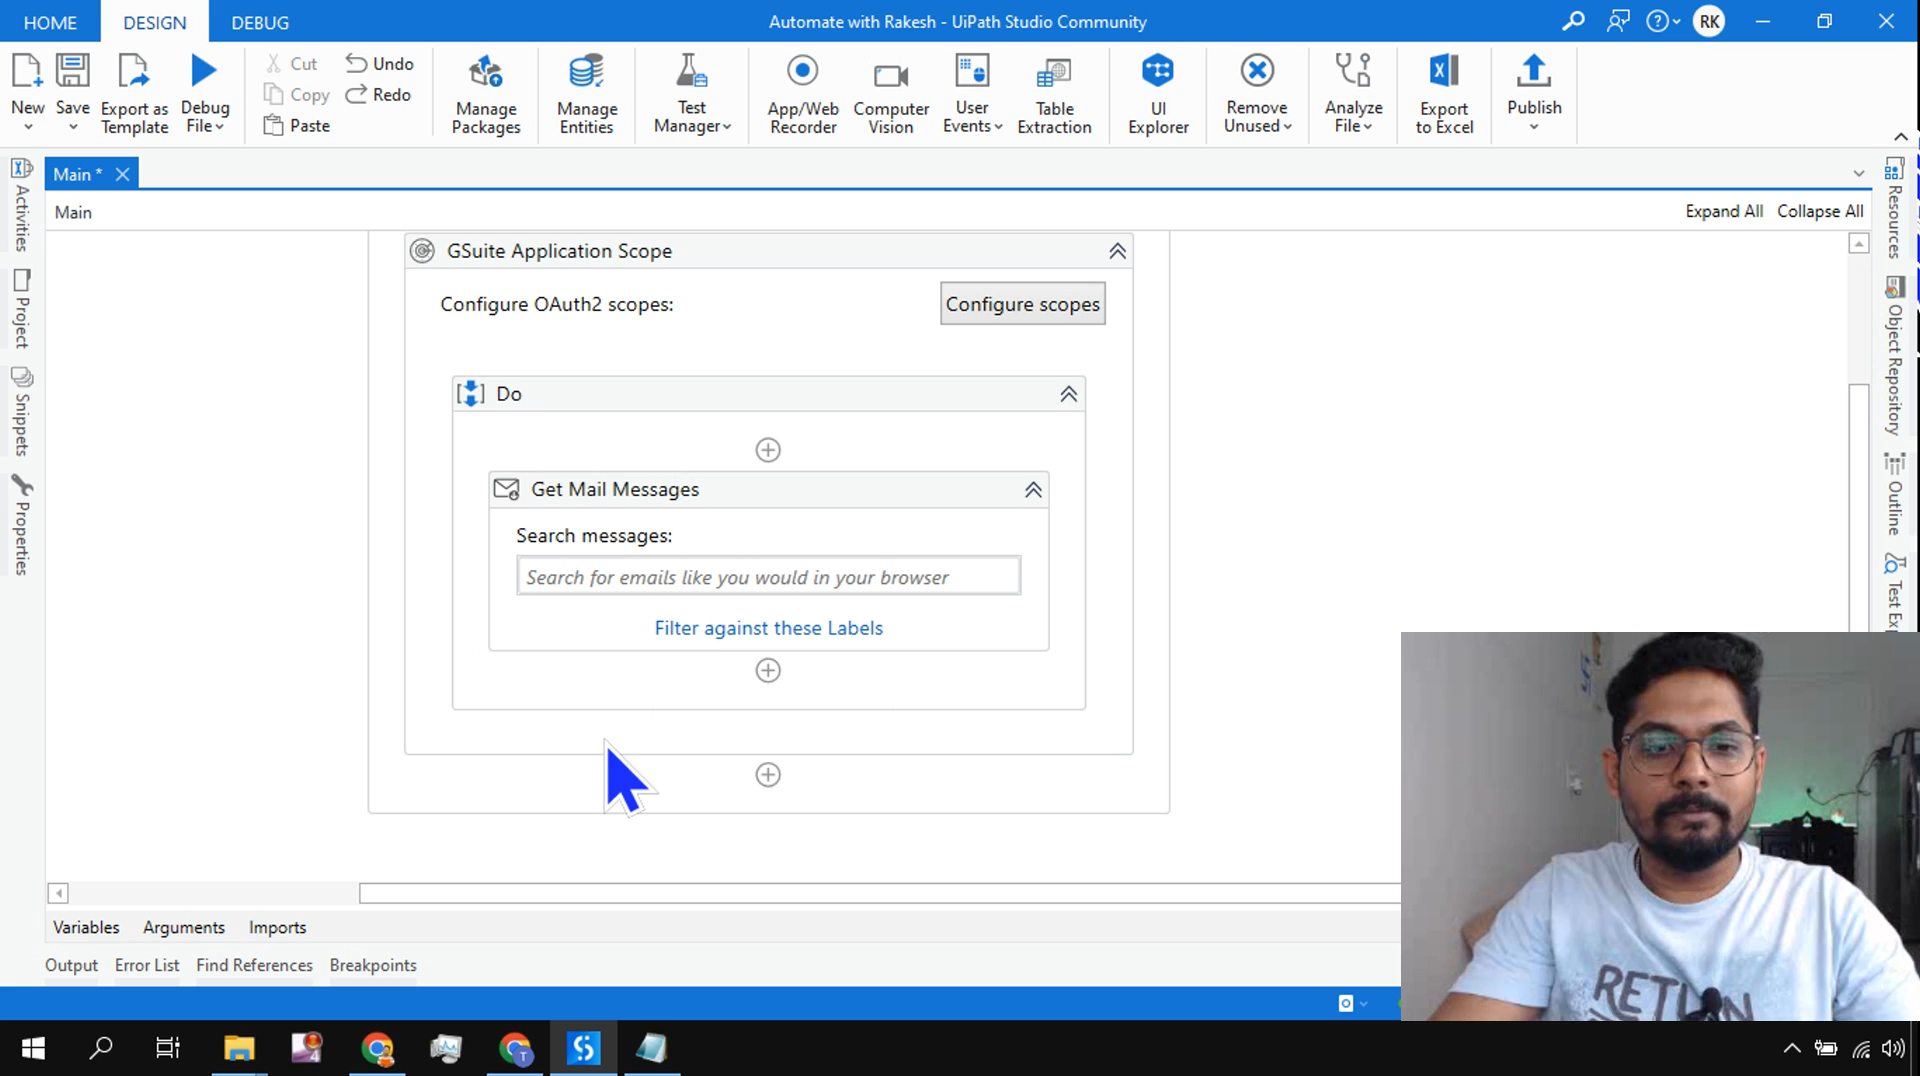 HOME DESIGN DEBUG Automate with Rakesh - UiPath Studio Community RK
New
Save
Export as
Template
Debug
File
Cut
Copy
Paste
Undo
Redo
Manage
Packages
Manage
Entities
Test
Manager
App/Web
Recorder
Computer
Vision
User
Events
Table
Extraction
UI
Explorer
Remove
Unused
Analyze
File
Export
to Excel
Publish
Main *
Main Expand All Collapse All
Activities
Project
Snippets
Properties
GSuite Application Scope
Configure OAuth2 scopes: Configure scopes
Do
Get Mail Messages
Search messages:
Search for emails like you would in your browser
Filter against these Labels
Resources
Object Repository
Outline
Test Ex
Variables Arguments Imports
Output Error List Find References Breakpoints
4
T